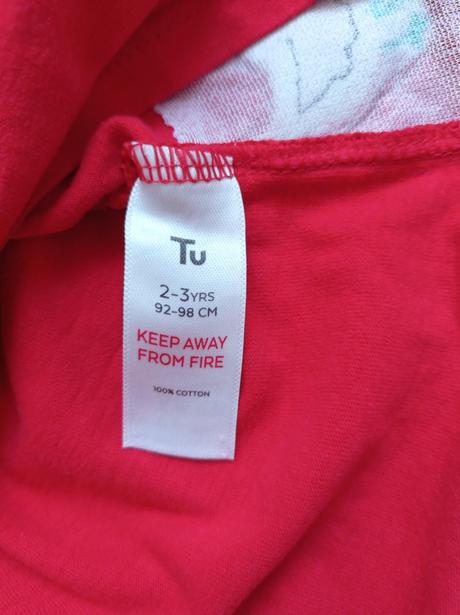 Tu
2-3YRS
92-98 CM
KEEP AWAY
FROM FIRE
100% COTTON